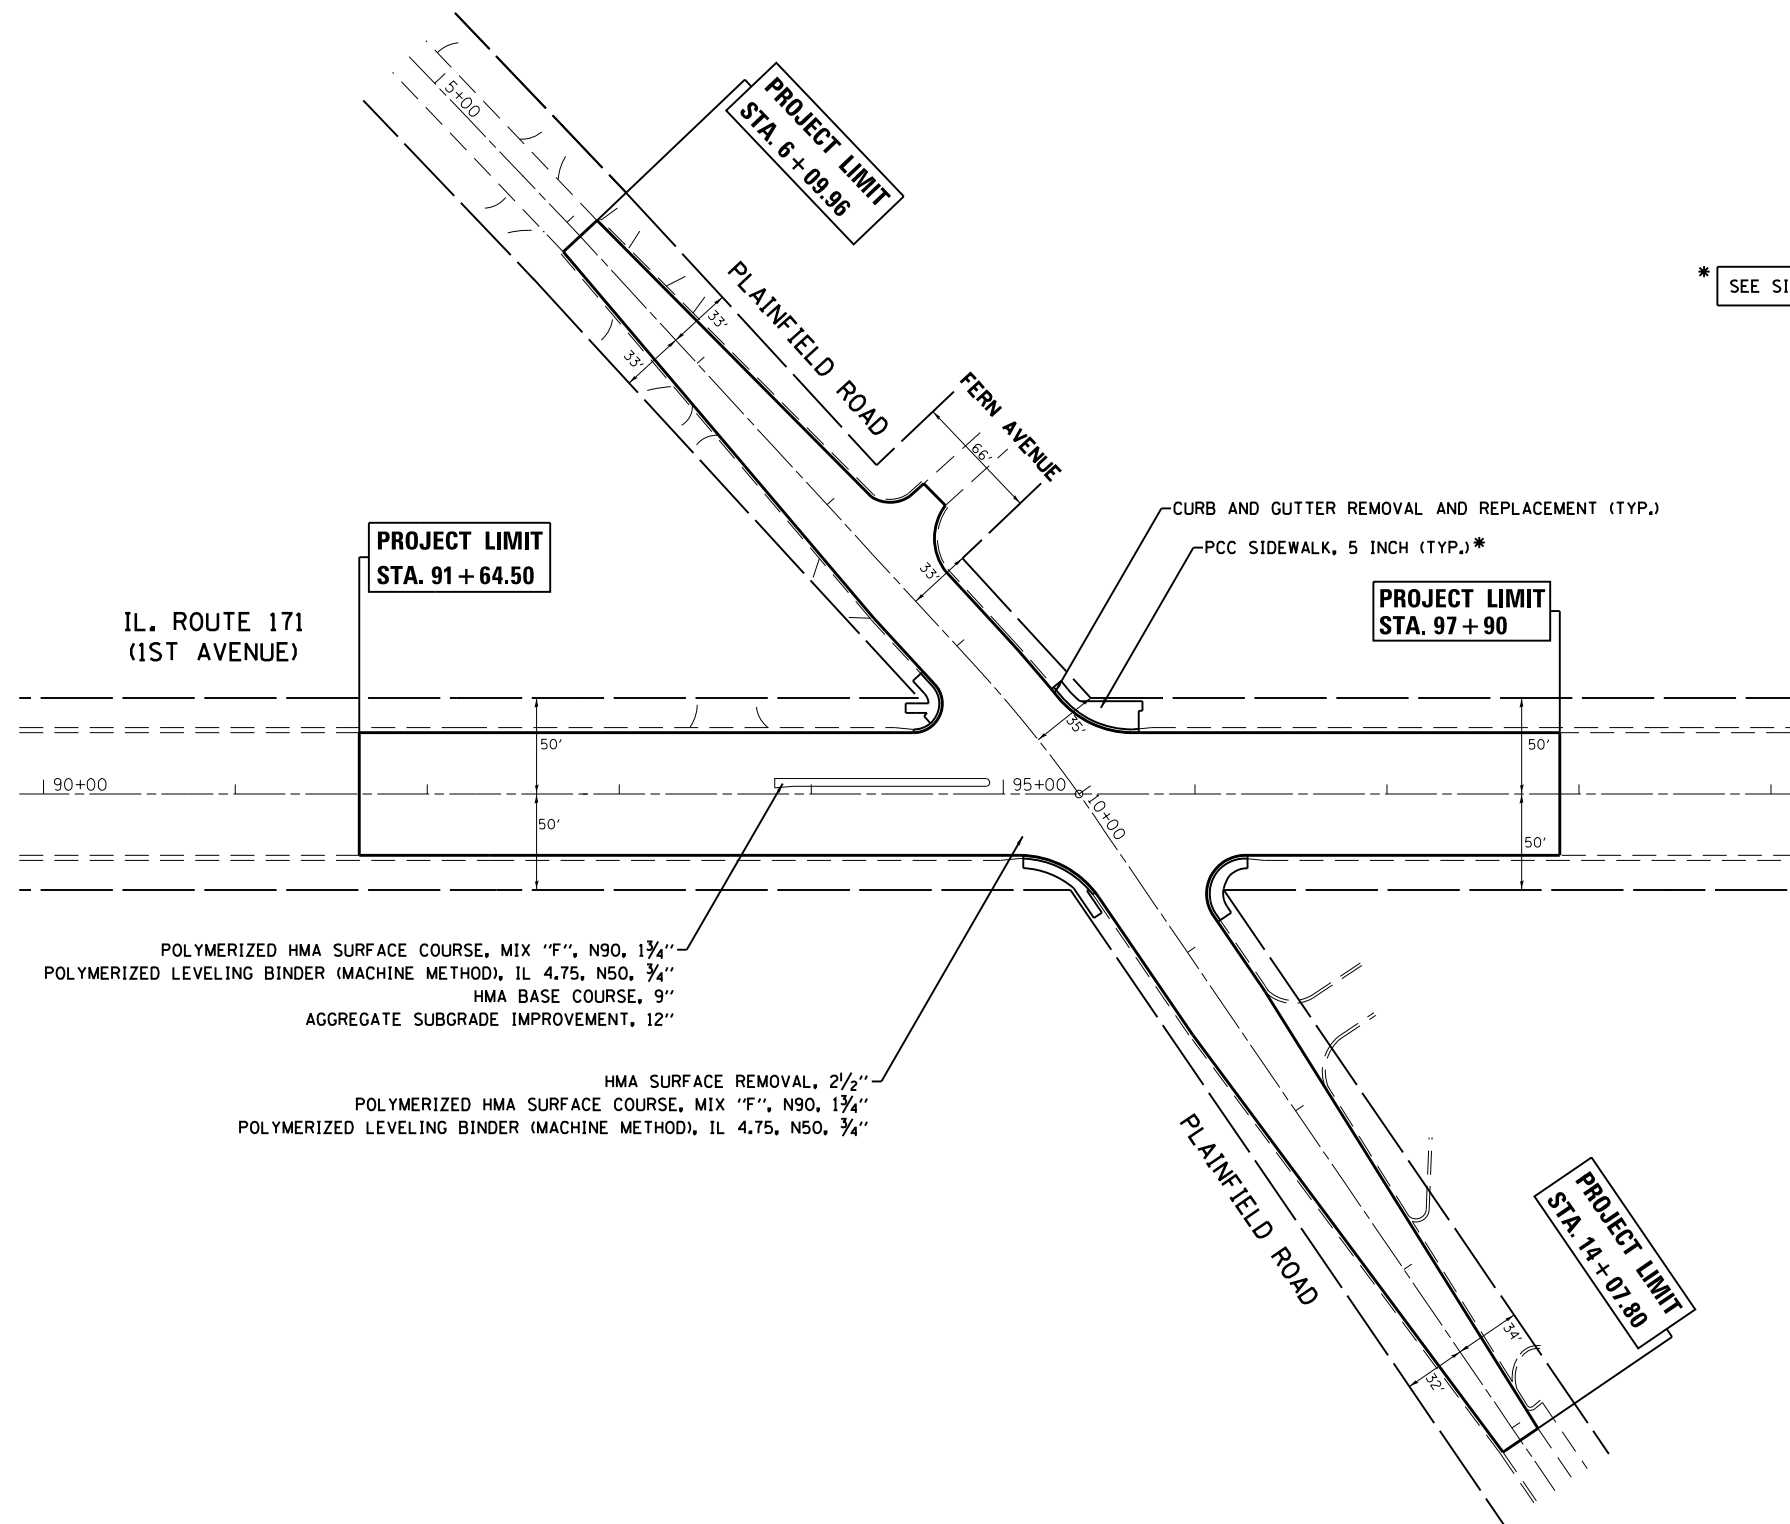 5+00
PROJECT LIMIT
STA. 6+09.96
* SEE SI
33'
33'
PLAINFIELD ROAD
FERN AVENUE
66'
CURB AND GUTTER REMOVAL AND REPLACEMENT (TYP.)
PCC SIDEWALK, 5 INCH (TYP.)*
33'
PROJECT LIMIT
STA. 91+64.50
PROJECT LIMIT
STA. 97+90
IL. ROUTE 171
(1ST AVENUE)
35'
50'
50'
90+00
95+00
10+00
50'
50'
POLYMERIZED HMA SURFACE COURSE, MIX "F", N90, 1¾"
POLYMERIZED LEVELING BINDER (MACHINE METHOD), IL 4.75, N50, ¾"
HMA BASE COURSE, 9"
AGGREGATE SUBGRADE IMPROVEMENT, 12"
HMA SURFACE REMOVAL, 2½"
POLYMERIZED HMA SURFACE COURSE, MIX "F", N90, 1¾"
POLYMERIZED LEVELING BINDER (MACHINE METHOD), IL 4.75, N50, ¾"
PLAINFIELD ROAD
PROJECT LIMIT
STA. 14+07.80
34'
32'